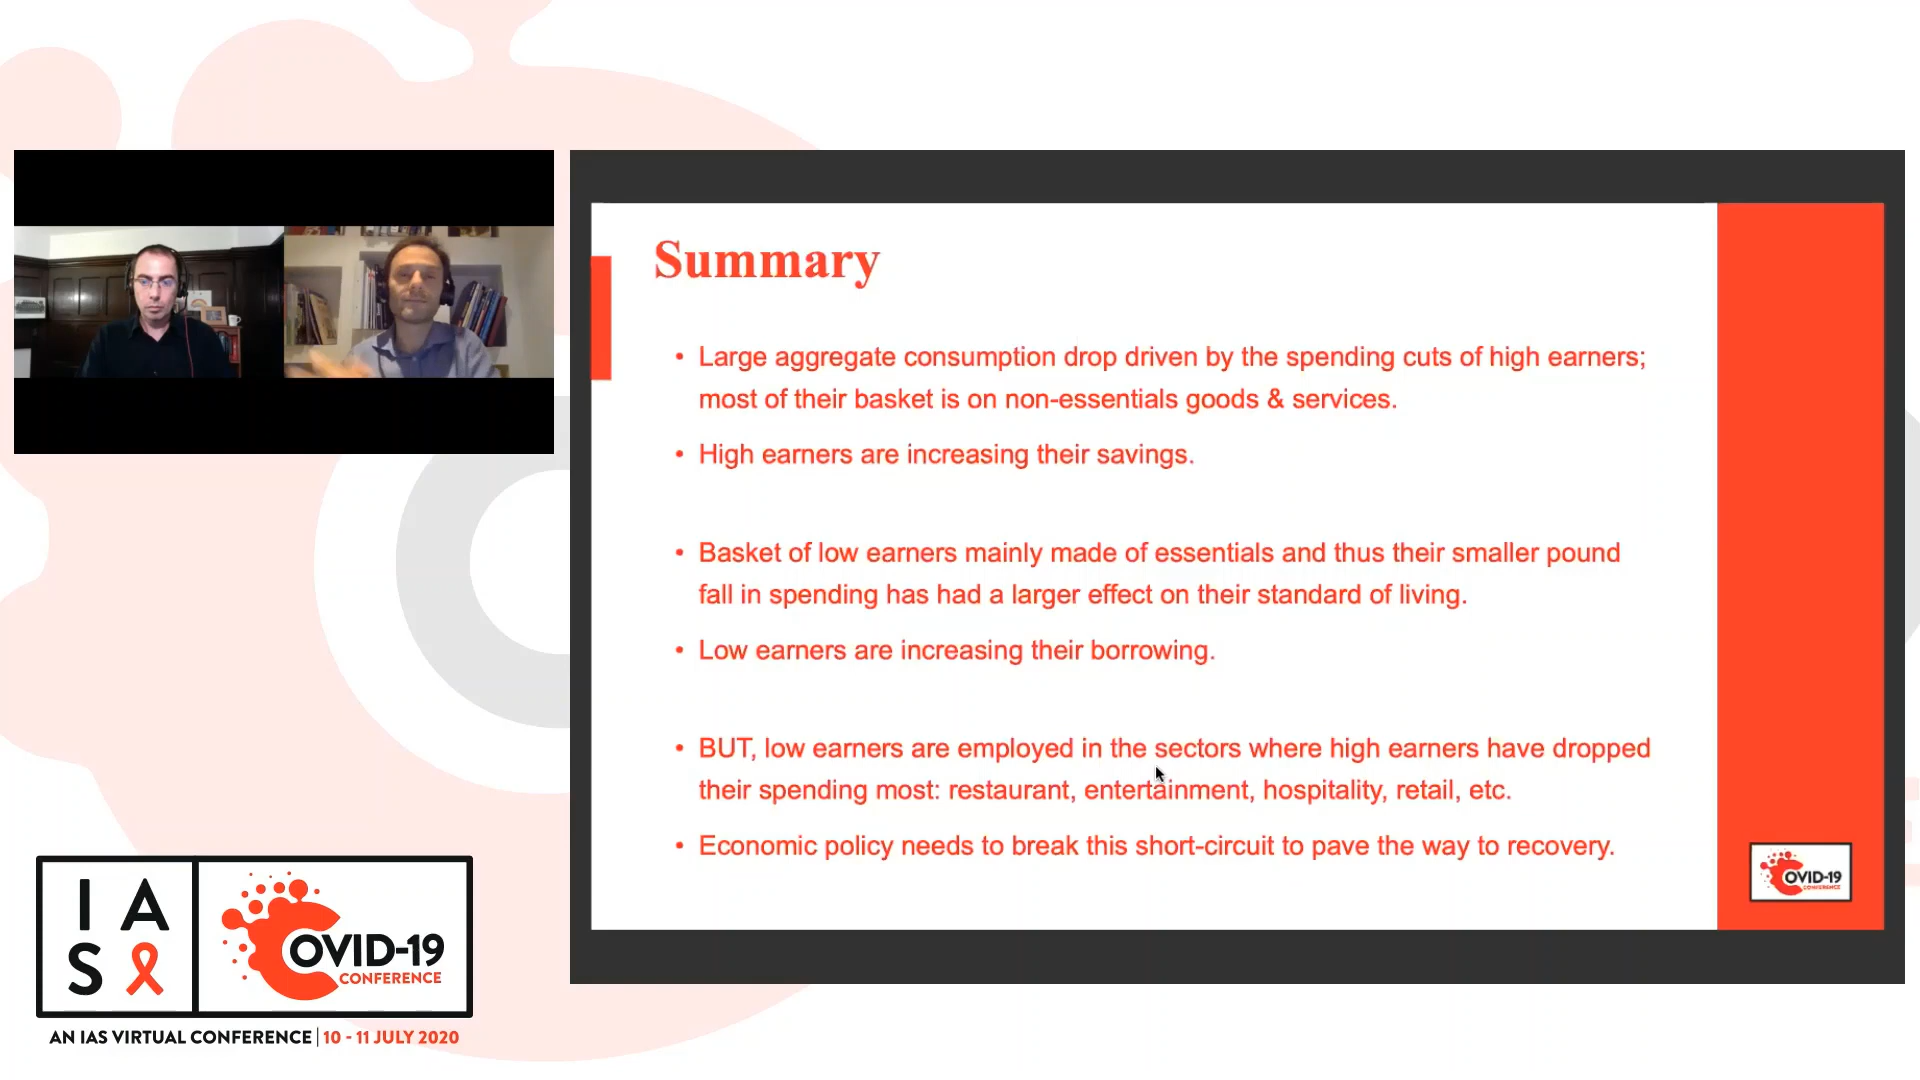 Summary
• Large aggregate consumption drop driven by the spending cuts of high earners;
most of their basket is on non-essentials goods & services.
• High earners are increasing their savings.
• Basket of low earners mainly made of essentials and thus their smaller pound
fall in spending has had a larger effect on their standard of living.
• Low earners are increasing their borrowing.
• BUT, low earners are employed in the sectors where high earners have dropped
their spending most: restaurant, entertainment, hospitality, retail, etc.
• Economic policy needs to break this short-circuit to pave the way to recovery.
OVID-19
CONFERENCE
I A
S
COVID-19
CONFERENCE
AN IAS VIRTUAL CONFERENCE | 10 - 11 JULY 2020